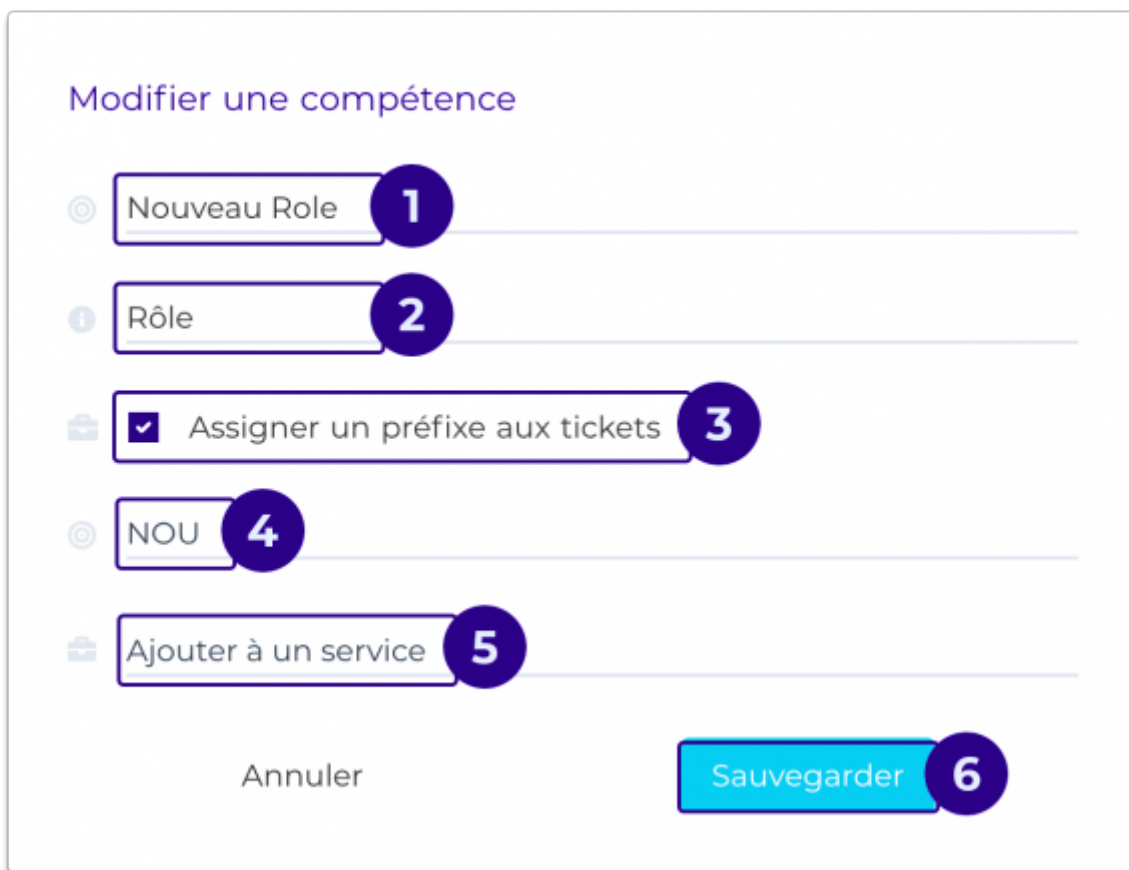 Modifier une compétence
Nouveau Role 1
Rôle 2
Assigner un préfixe aux tickets 3
NOU 4
Ajouter à un service 5
Annuler Sauvegarder 6